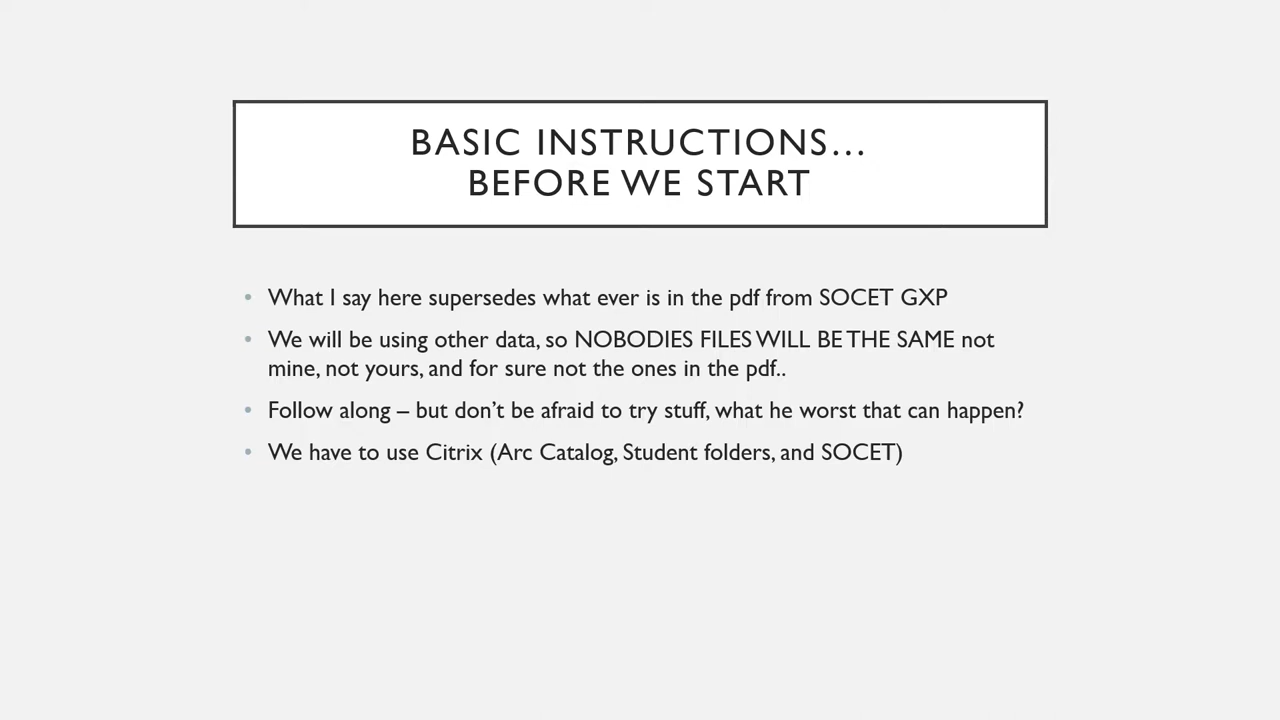 BASIC INSTRUCTIONS...
BEFORE WE START
• What I say here supersedes what ever is in the pdf from SOCET GXP
• We will be using other data, so NOBODIES FILES WILL BE THE SAME not
mine, not yours, and for sure not the ones in the pdf..
• Follow along – but don't be afraid to try stuff, what he worst that can happen?
• We have to use Citrix (Arc Catalog, Student folders, and SOCET)